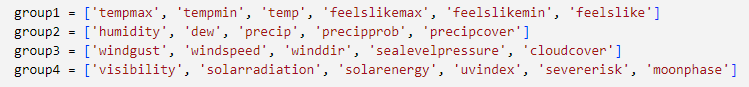 group1 = ['tempmax', 'tempmin', 'temp', 'feelslikemax', 'feelslikemin', 'feelslike']
group2 = ['humidity', 'dew', 'precip', 'precipprob', 'precipcover']
group3 = ['windgust', 'windspeed', 'winddir', 'sealevelpressure', 'cloudcover']
group4 = ['visibility', 'solarradiation', 'solarenergy', 'uvindex', 'severerisk', 'moonphase']